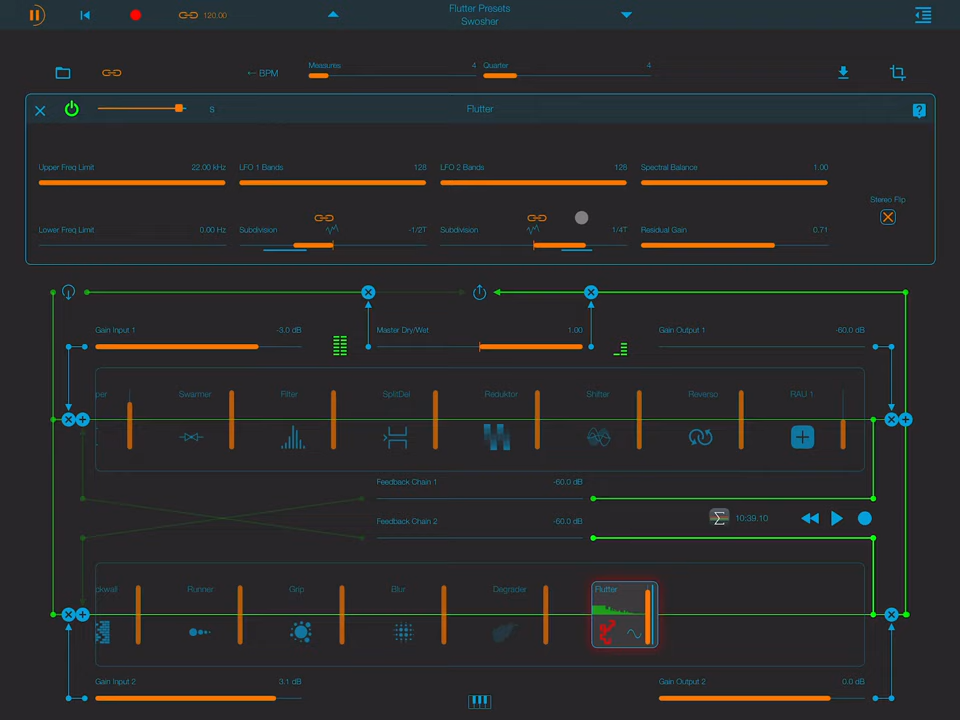 Flutter Presets
120.00
Swosher
← BPM
Measures 4 Quarter 4
s Flutter ?
Upper Freq Limit 22.00 kHz LFO 1 Bands 128 LFO 2 Bands 128 Spectral Balance 1.00
Stereo Flip
Lower Freq Limit 0.00 Hz Subdivision -1/2T Subdivision 1/4T Residual Gain 0.71
Gain Input 1 -3.0 dB Master Dry/Wet 1.00 Gain Output 1 -60.0 dB
per Swarmer Filter SplitDel Reduktor Shifter Reverso RAU 1
Feedback Chain 1 -60.0 dB
Feedback Chain 2 -60.0 dB
Σ 10:39.10
ckwall Runner Grip Blur Degrader Flutter
Gain Input 2 3.1 dB Gain Output 2 0.0 dB